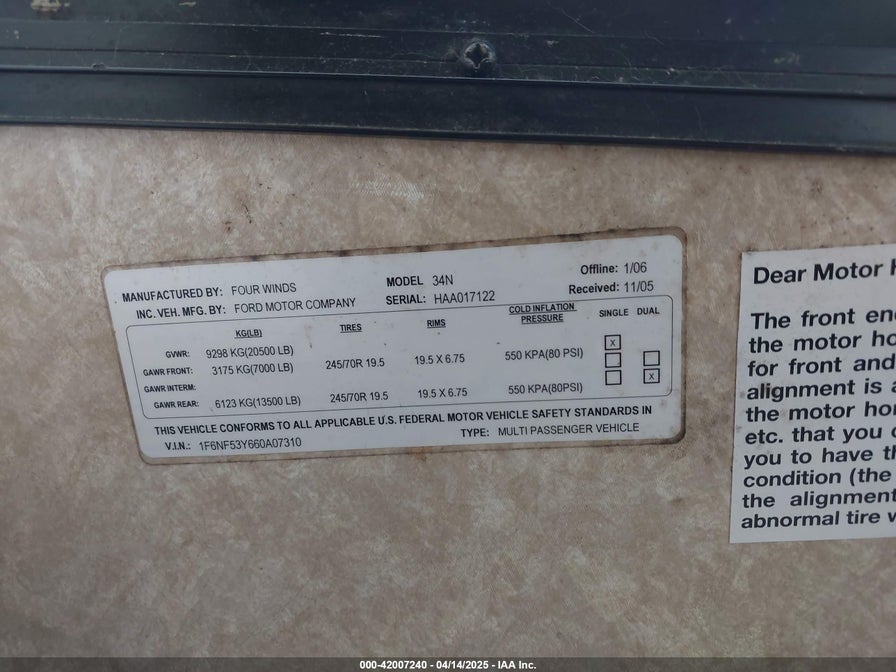 MANUFACTURED BY: FOUR WINDS MODEL 34N Offline: 1/06
INC. VEH. MFG. BY: FORD MOTOR COMPANY SERIAL: HAA017122 Received: 11/05
KG(LB) TIRES RIMS COLD INFLATION PRESSURE SINGLE DUAL
GVWR: 9298 KG(20500 LB) x
GAWR FRONT: 3175 KG(7000 LB) 245/70R 19.5 19.5 X 6.75 550 KPA(80 PSI)
GAWR INTERM: x
GAWR REAR: 6123 KG(13500 LB) 245/70R 19.5 19.5 X 6.75 550 KPA(80PSI)
THIS VEHICLE CONFORMS TO ALL APPLICABLE U.S. FEDERAL MOTOR VEHICLE SAFETY STANDARDS IN
V.I.N.: 1F6NF53Y660A07310 TYPE: MULTI PASSENGER VEHICLE
Dear Motor
The front en
the motor ho
for front and
alignment is
the motor hor
etc. that you
you to have th
condition (the
the alignment
abnormal tire
000-42007240 - 04/14/2025 - IAA Inc.